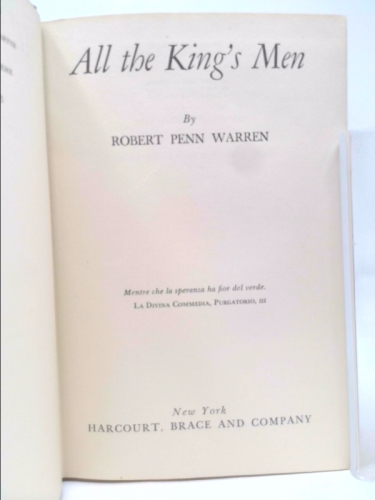 All the King's Men
By
ROBERT PENN WARREN
Mentre che la speranza ha fior del verde.
LA DIVINA COMMEDIA, PURGATORIO, III
New York
HARCOURT, BRACE AND COMPANY